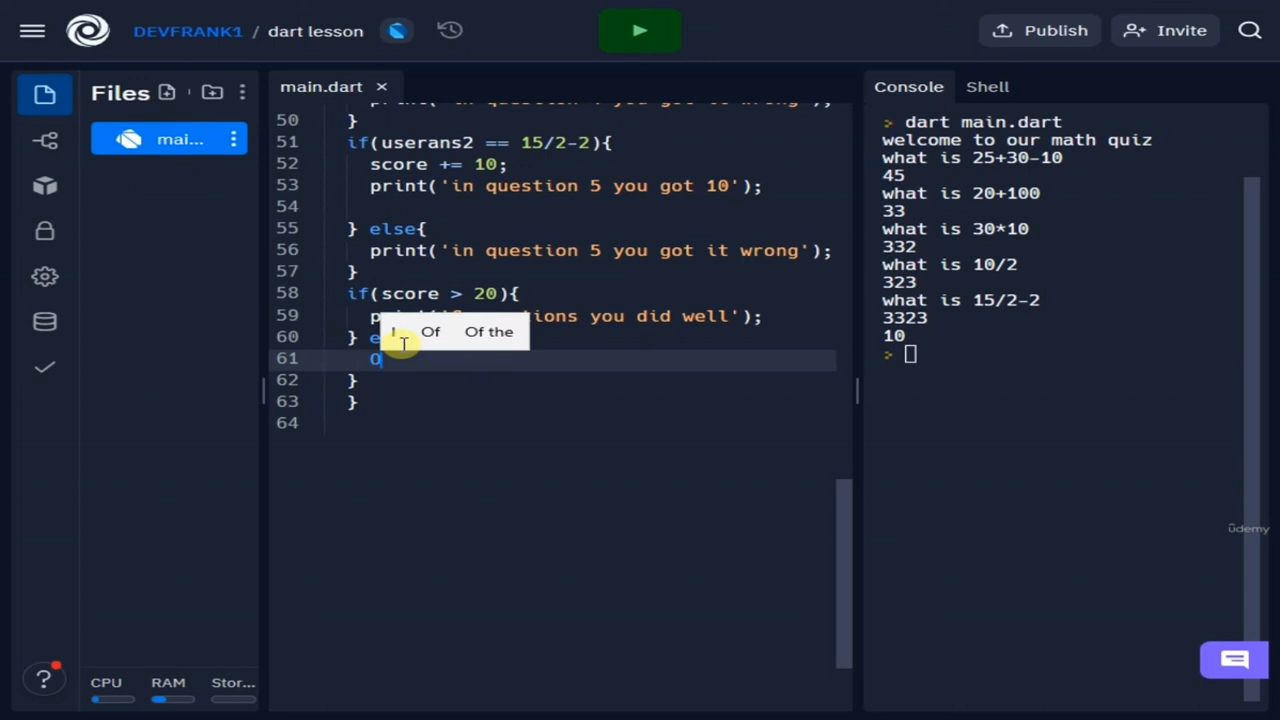 DEVFRANK1 / dart lesson
Publish
Invite
Files
main.dart ×
Console
Shell
mai...
50 }
51 if(userans2 == 15/2-2){
52 score += 10;
53 print('in question 5 you got 10');
54
55 } else{
56 print('in question 5 you got it wrong');
57 }
58 if(score > 20){
59 ions you did well');
60 } e
I Of Of the
61 O
62 }
63 }
64
> dart main.dart
welcome to our math quiz
what is 25+30-10
45
what is 20+100
33
what is 30*10
332
what is 10/2
323
what is 15/2-2
3323
10
>
ûdemy
?
CPU RAM Stor...